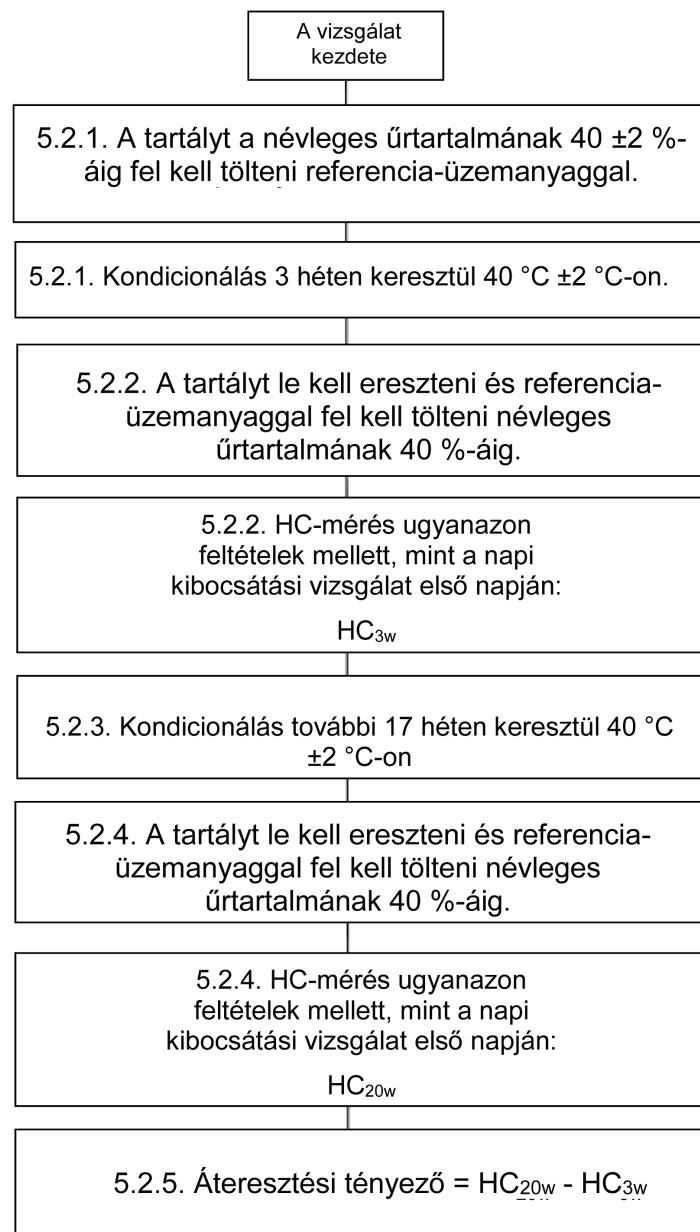 A vizsgálat
kezdete
5.2.1. A tartályt a névleges űrtartalmának 40 ±2 %-
áig fel kell tölteni referencia-üzemanyaggal.
5.2.1. Kondicionálás 3 héten keresztül 40 °C ±2 °C-on.
5.2.2. A tartályt le kell ereszteni és referencia-
üzemanyaggal fel kell tölteni névleges
űrtartalmának 40 %-áig.
5.2.2. HC-mérés ugyanazon
feltételek mellett, mint a napi
kibocsátási vizsgálat első napján:
HC3w
5.2.3. Kondicionálás további 17 héten keresztül 40 °C
±2 °C-on
5.2.4. A tartályt le kell ereszteni és referencia-
üzemanyaggal fel kell tölteni névleges
űrtartalmának 40 %-áig.
5.2.4. HC-mérés ugyanazon
feltételek mellett, mint a napi
kibocsátási vizsgálat első napján:
HC20w
5.2.5. Áteresztési tényező = HC20w - HC3w